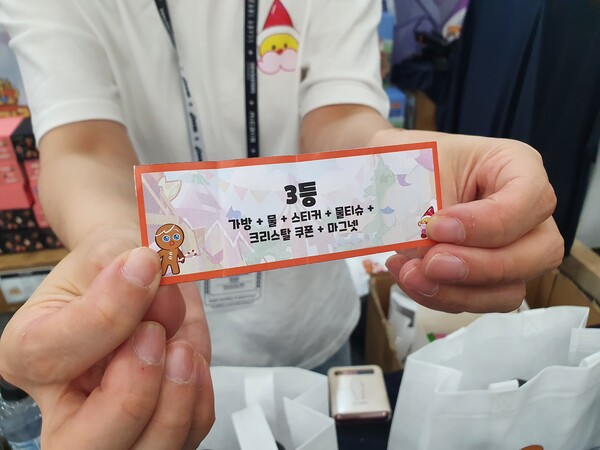 3등
가방 + 물 + 스티커 + 물티슈 +
크리스탈 쿠폰 + 마그넷